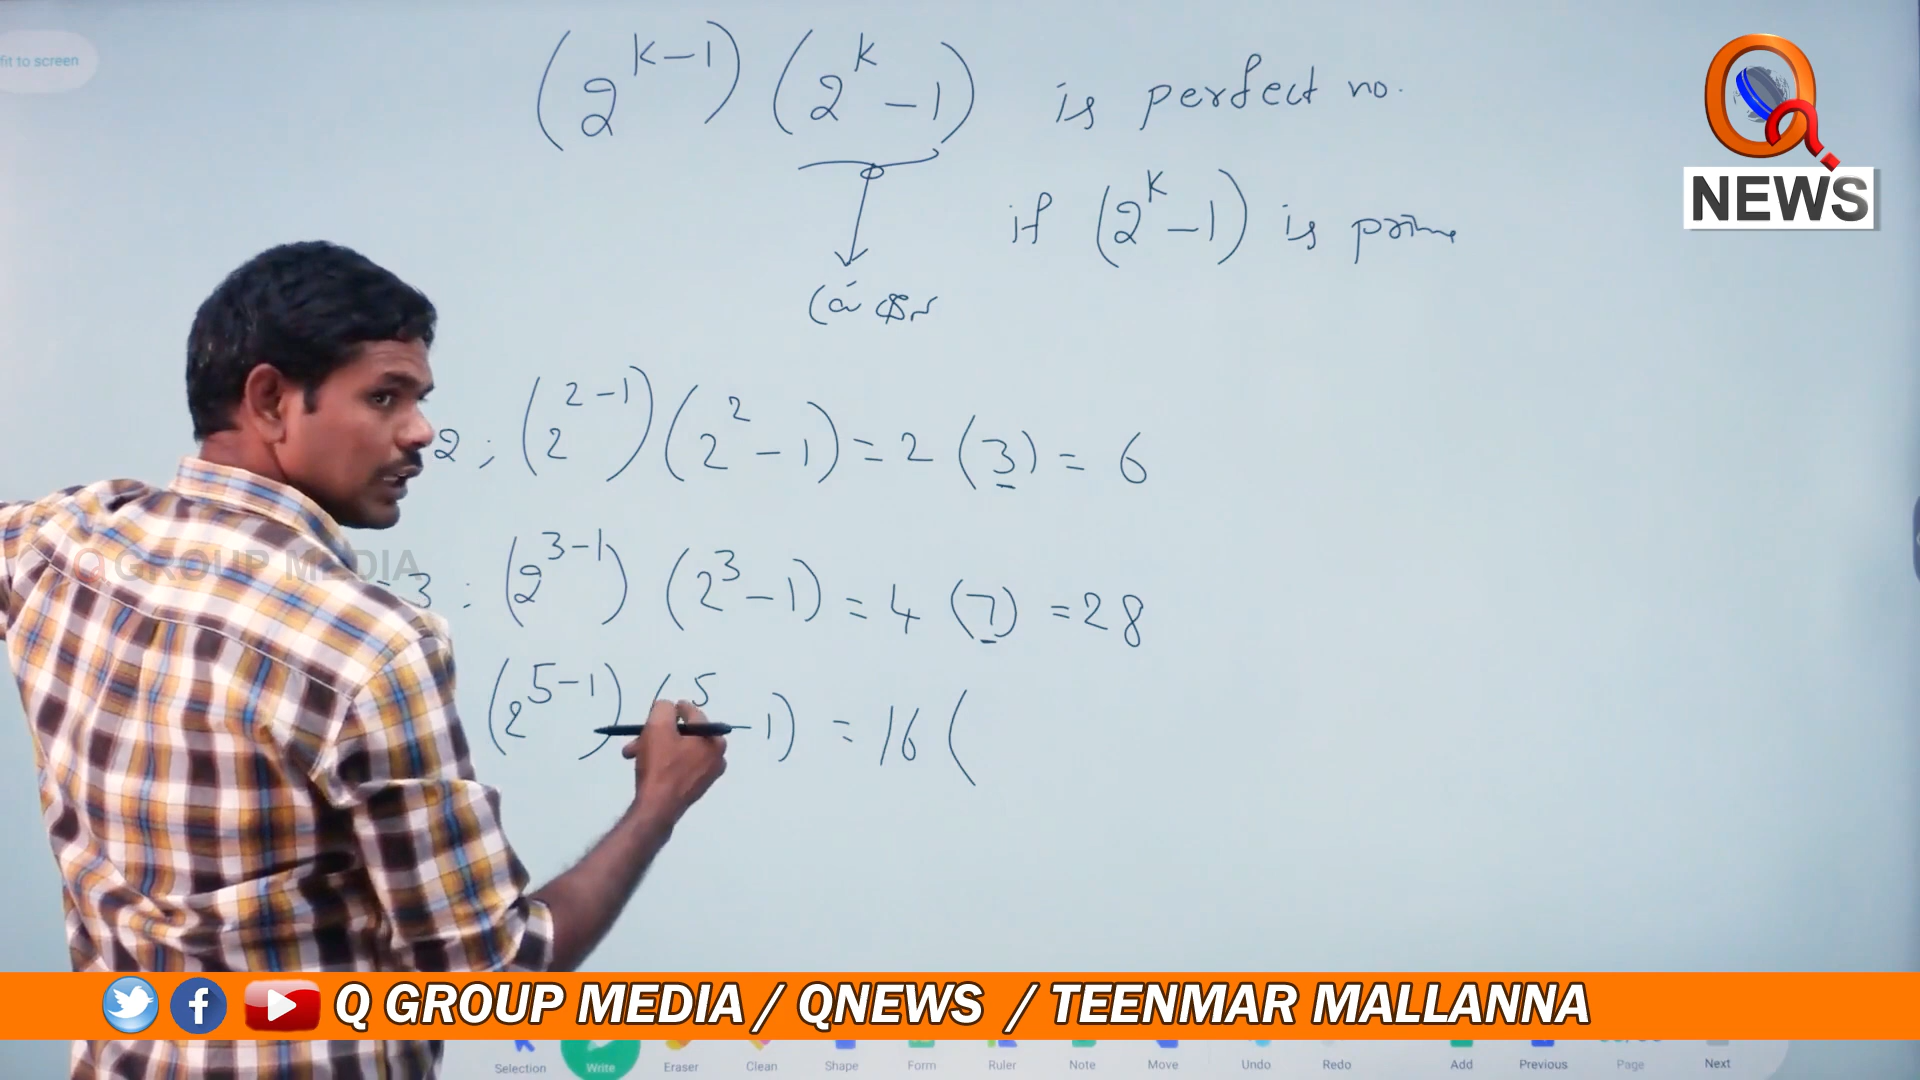 fit to screen
(2^{k-1}) (2^k - 1) is perfect no.
if (2^k - 1) is prime
Q
NEWS
2 ; (2^{2-1}) (2^2 - 1) = 2 (3) = 6
Q GROUP MEDIA
3 : (2^{3-1}) (2^3 - 1) = 4 (7) = 28
(2^{5-1}) ( ^5 - 1) = 16 (
Q GROUP MEDIA / QNEWS / TEENMAR MALLANNA
Selection Write Eraser Clean Shape Form Ruler Note Move Undo Redo Add Previous Page Next